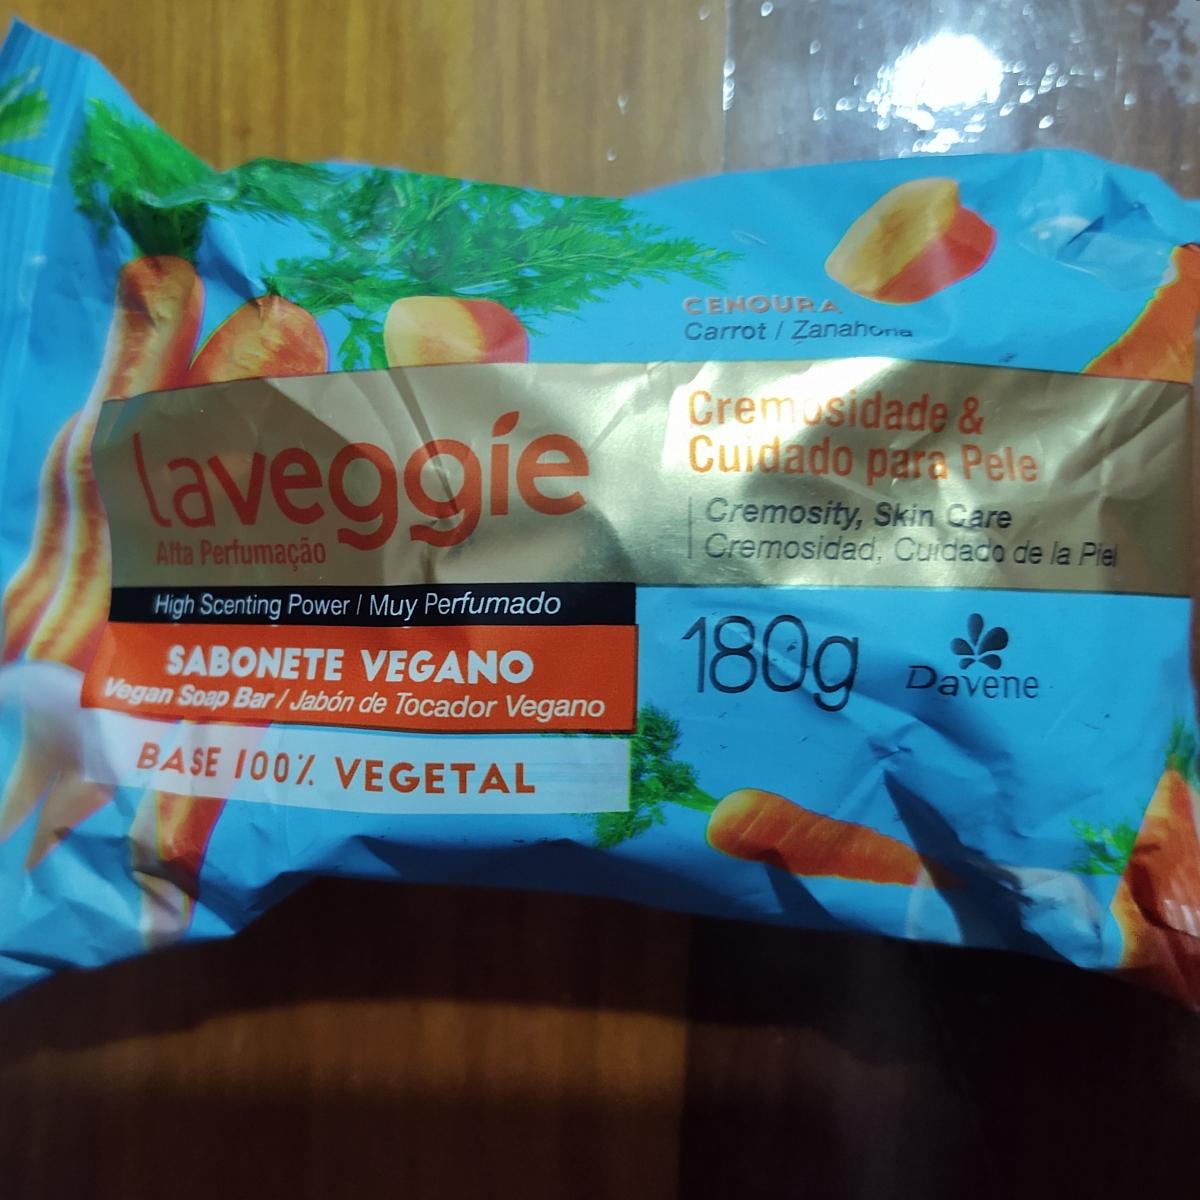 CENOURA
Carrot / Zanahoria
laveggie
Alta Perfumação
Cremosidade &
Cuidado para Pele
Cremosity, Skin Care
Cremosidad, Cuidado de la Piel
High Scenting Power / Muy Perfumado
SABONETE VEGANO
Vegan Soap Bar / Jabón de Tocador Vegano
BASE 100% VEGETAL
180g
Davene